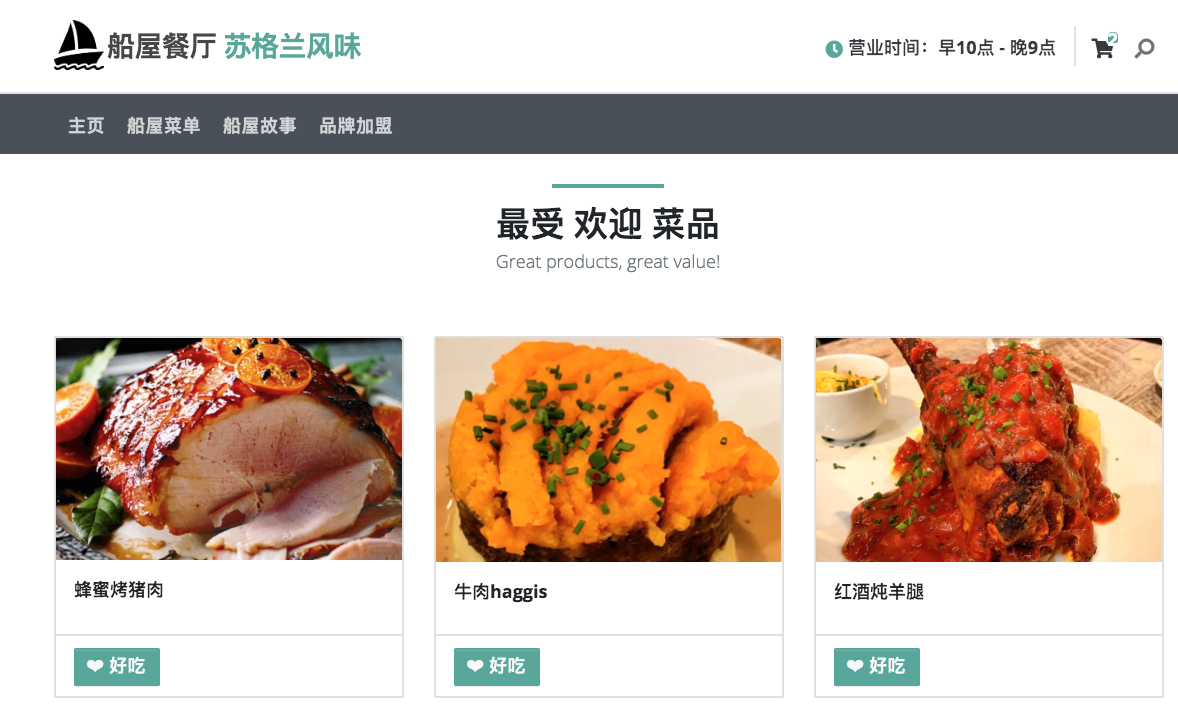 船屋餐厅 苏格兰风味
营业时间：早10点 - 晚9点
2
主页 船屋菜单 船屋故事 品牌加盟
最受 欢迎 菜品
Great products, great value!
蜂蜜烤猪肉
牛肉haggis
红酒炖羊腿
好吃
好吃
好吃